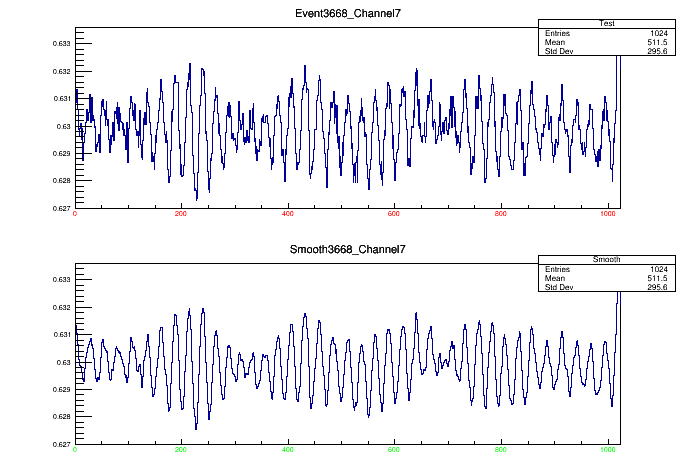 Event3668_Channel7
Test
Entries 1024
Mean 511.5
Std Dev 295.6
0.633
0.632
0.631
0.63
0.629
0.628
0.627
0 200 400 600 800 1000
Smooth3668_Channel7
Smooth
Entries 1024
Mean 511.5
Std Dev 295.6
0.633
0.632
0.631
0.63
0.629
0.628
0.627
0 200 400 600 800 1000